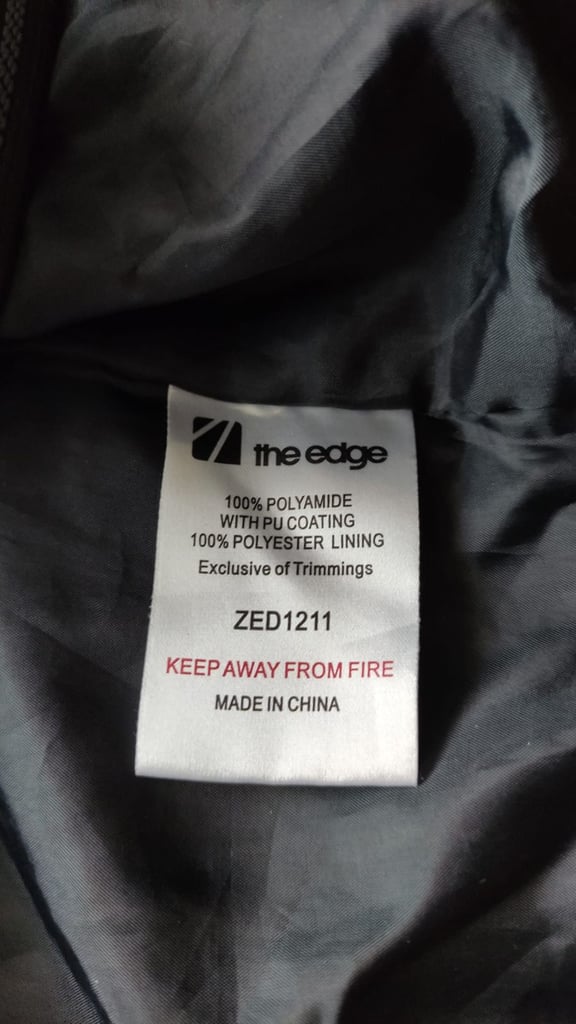 the edge
100% POLYAMIDE
WITH PU COATING
100% POLYESTER LINING
Exclusive of Trimmings
ZED1211
KEEP AWAY FROM FIRE
MADE IN CHINA